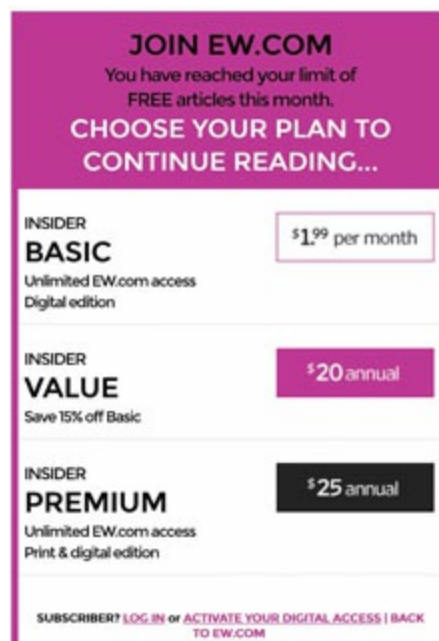 JOIN EW.COM
You have reached your limit of
FREE articles this month.
CHOOSE YOUR PLAN TO
CONTINUE READING...
INSIDER
BASIC
Unlimited EW.com access
Digital edition
$1.99 per month
INSIDER
VALUE
Save 15% off Basic
$20 annual
INSIDER
PREMIUM
Unlimited EW.com access
Print & digital edition
$25 annual
SUBSCRIBER? LOG IN or ACTIVATE YOUR DIGITAL ACCESS | BACK
TO EW.COM